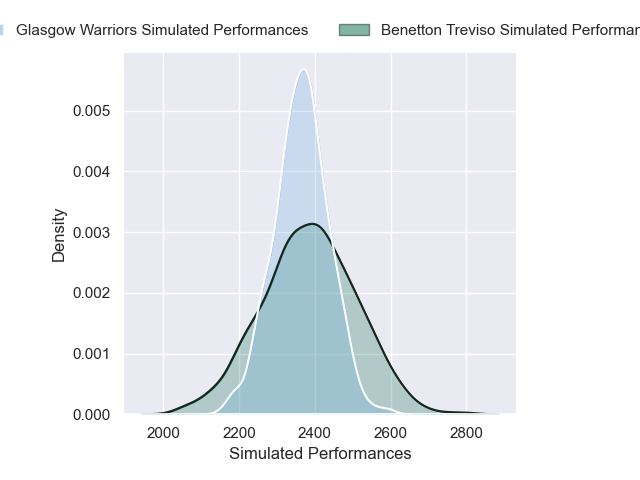 Glasgow Warriors Simulated Performances Benetton Treviso Simulated
0.005
0.004
0.003
0.002
0.001
0.000
Density
2000 2200 2400 2600 2800
Simulated Performances